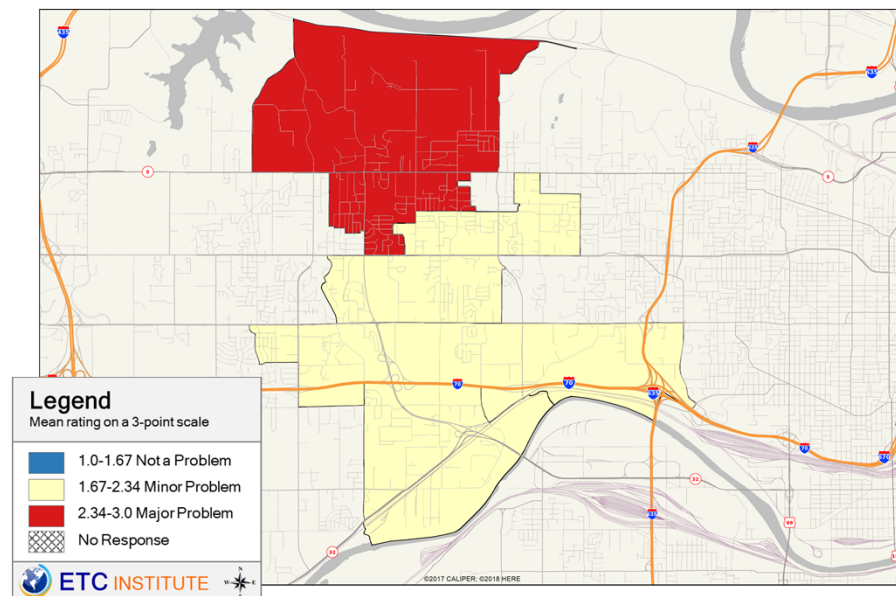 435
635
635
635
5
5
70
70
635
70
670
32
69
635
32
Legend
Mean rating on a 3-point scale
1.0-1.67 Not a Problem
1.67-2.34 Minor Problem
2.34-3.0 Major Problem
No Response
ETC INSTITUTE
N
W E
S
©2017 CALIPER; ©2018 HERE